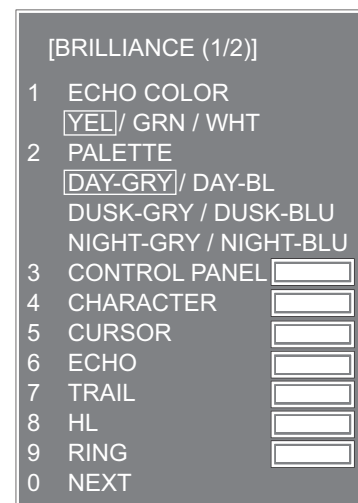 [BRILLIANCE (1/2)]
1 ECHO COLOR
YEL / GRN / WHT
2 PALETTE
DAY-GRY / DAY-BL
DUSK-GRY / DUSK-BLU
NIGHT-GRY / NIGHT-BLU
3 CONTROL PANEL
4 CHARACTER
5 CURSOR
6 ECHO
7 TRAIL
8 HL
9 RING
0 NEXT